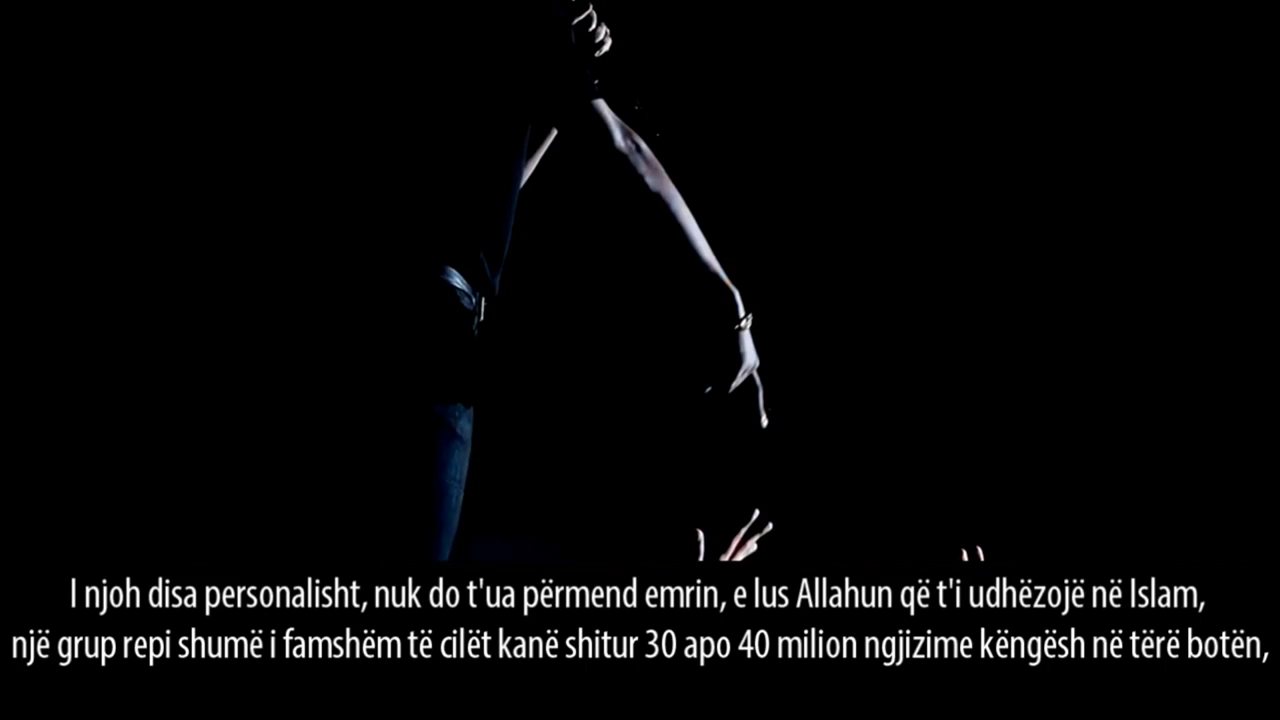 I njoh disa personalisht, nuk do t'ua përmend emrin, e lus Allahun që t'i udhëzojë në Islam,
një grup repi shumë i famshëm të cilët kanë shitur 30 apo 40 milion ngjizime këngësh në tërë botën,